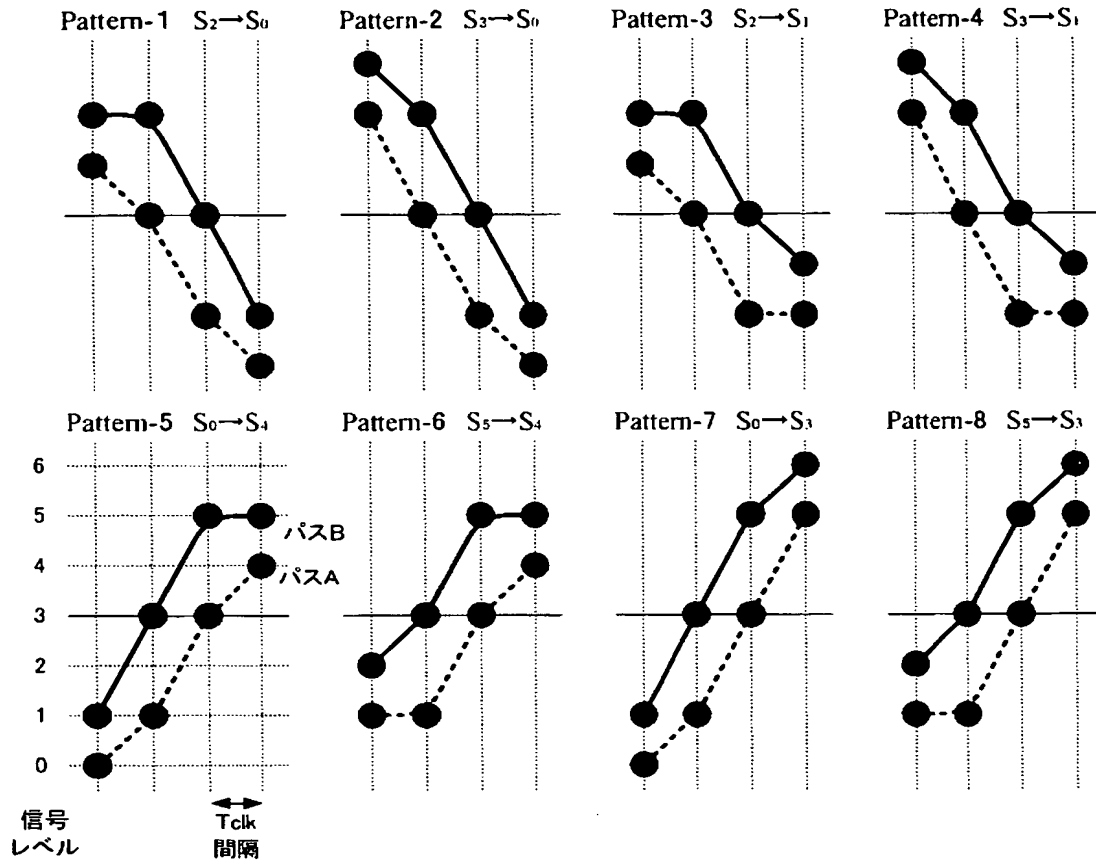 Pattern-1 S₂→S₀
Pattern-2 S₃→S₀
Pattern-3 S₂→S₁
Pattern-4 S₃→S₁
Pattern-5 S₀→S₄
Pattern-6 S₅→S₄
Pattern-7 S₀→S₃
Pattern-8 S₅→S₃
6
5
パスB
4
パスA
3
2
1
0
信号
レベル
Tclk
間隔